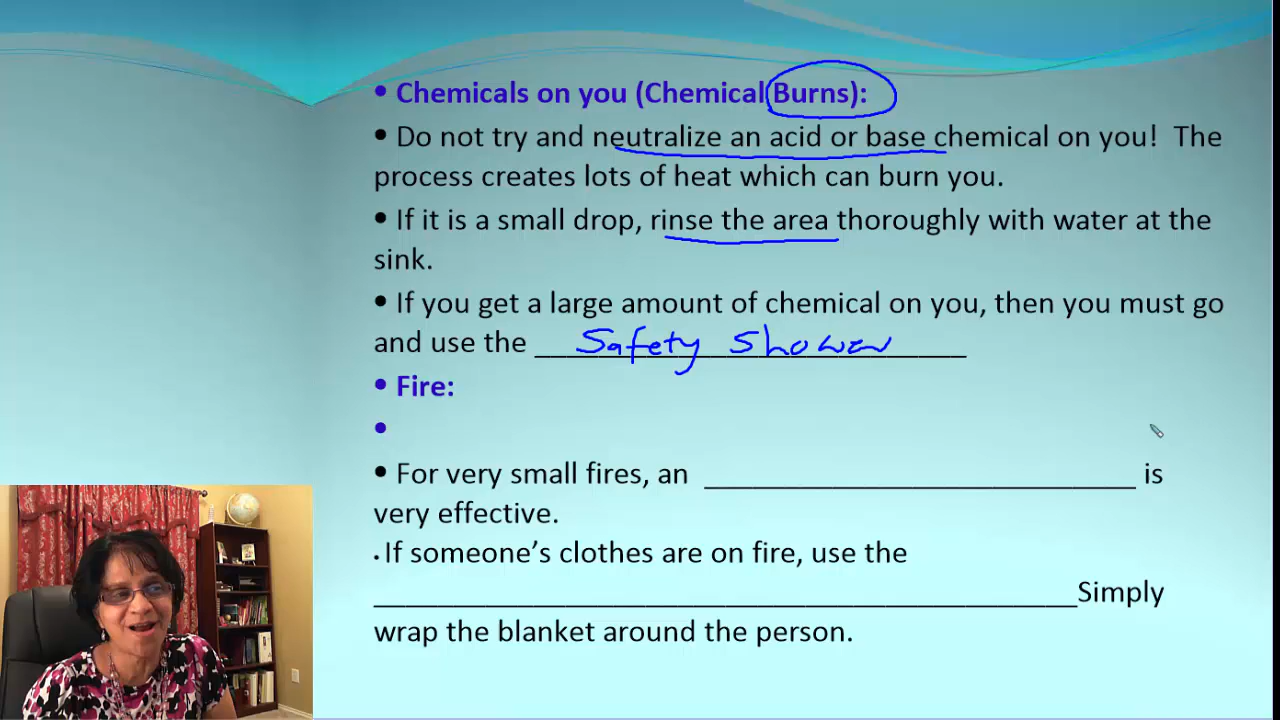 • Chemicals on you (Chemical Burns):
• Do not try and neutralize an acid or base chemical on you! The
process creates lots of heat which can burn you.
• If it is a small drop, rinse the area thoroughly with water at the
sink.
• If you get a large amount of chemical on you, then you must go
and use the ___Safety Shower___
• Fire:
•
• For very small fires, an ___________________________ is
very effective.
• If someone's clothes are on fire, use the
____________________________________________Simply
wrap the blanket around the person.